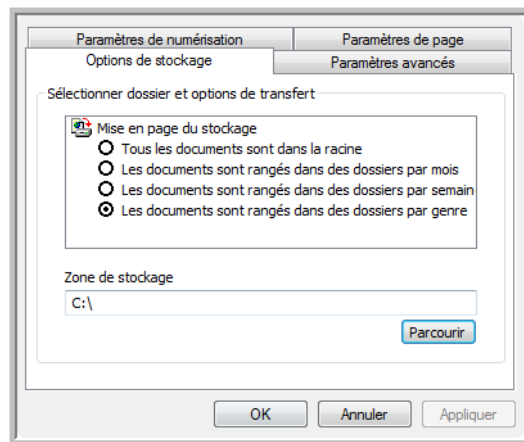 Paramètres de numérisation
Paramètres de page
Options de stockage
Paramètres avancés
Sélectionner dossier et options de transfert
Mise en page du stockage
Tous les documents sont dans la racine
Les documents sont rangés dans des dossiers par mois
Les documents sont rangés dans des dossiers par semain
Les documents sont rangés dans des dossiers par genre
Zone de stockage
C:\
Parcourir
OK
Annuler
Appliquer